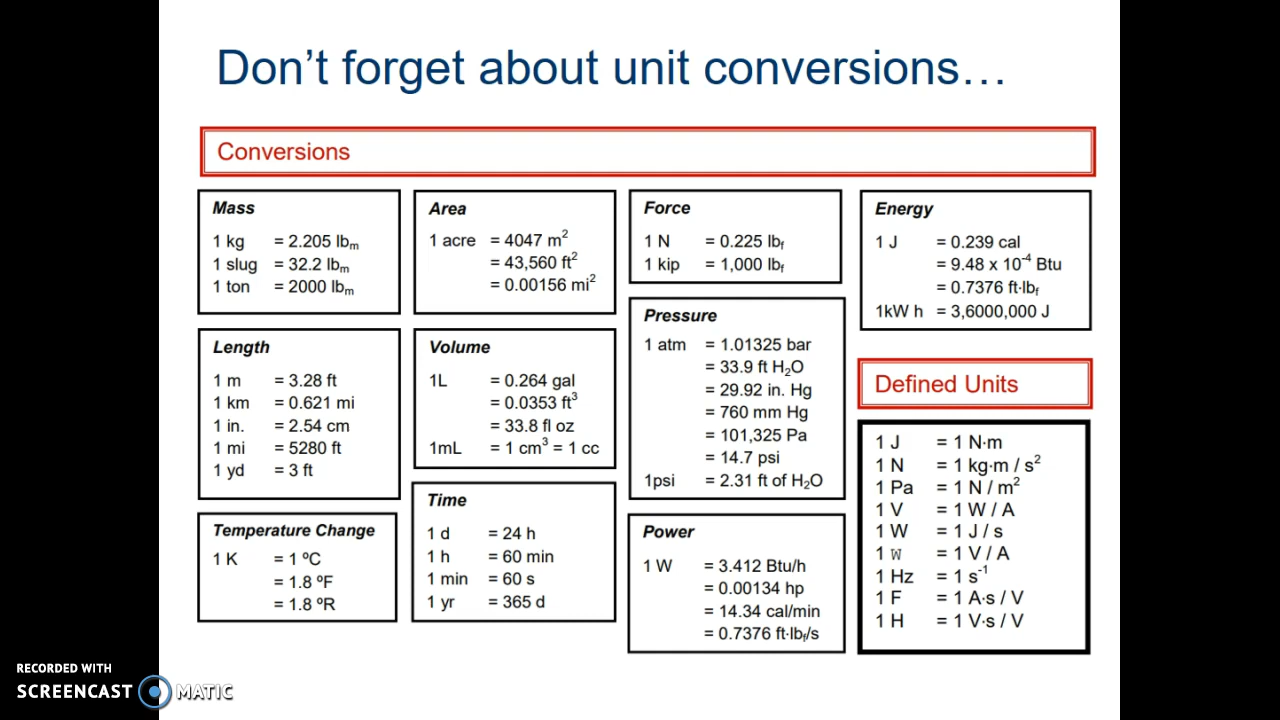 Don't forget about unit conversions…
Conversions
Mass
1 kg = 2.205 lbₘ
1 slug = 32.2 lbₘ
1 ton = 2000 lbₘ
Length
1 m = 3.28 ft
1 km = 0.621 mi
1 in. = 2.54 cm
1 mi = 5280 ft
1 yd = 3 ft
Temperature Change
1 K = 1 ºC
= 1.8 ºF
= 1.8 ºR
Area
1 acre = 4047 m²
= 43,560 ft²
= 0.00156 mi²
Volume
1L = 0.264 gal
= 0.0353 ft³
= 33.8 fl oz
1mL = 1 cm³ = 1 cc
Time
1 d = 24 h
1 h = 60 min
1 min = 60 s
1 yr = 365 d
Force
1 N = 0.225 lb_f
1 kip = 1,000 lb_f
Pressure
1 atm = 1.01325 bar
= 33.9 ft H₂O
= 29.92 in. Hg
= 760 mm Hg
= 101,325 Pa
= 14.7 psi
1psi = 2.31 ft of H₂O
Power
1 W = 3.412 Btu/h
= 0.00134 hp
= 14.34 cal/min
= 0.7376 ft·lb_f/s
Energy
1 J = 0.239 cal
= 9.48 x 10⁻⁴ Btu
= 0.7376 ft·lb_f
1kW h = 3,6000,000 J
Defined Units
1 J = 1 N·m
1 N = 1 kg·m / s²
1 Pa = 1 N / m²
1 V = 1 W / A
1 W = 1 J / s
1 w = 1 V / A
1 Hz = 1 s⁻¹
1 F = 1 A·s / V
1 H = 1 V·s / V
RECORDED WITH
SCREENCAST MATIC